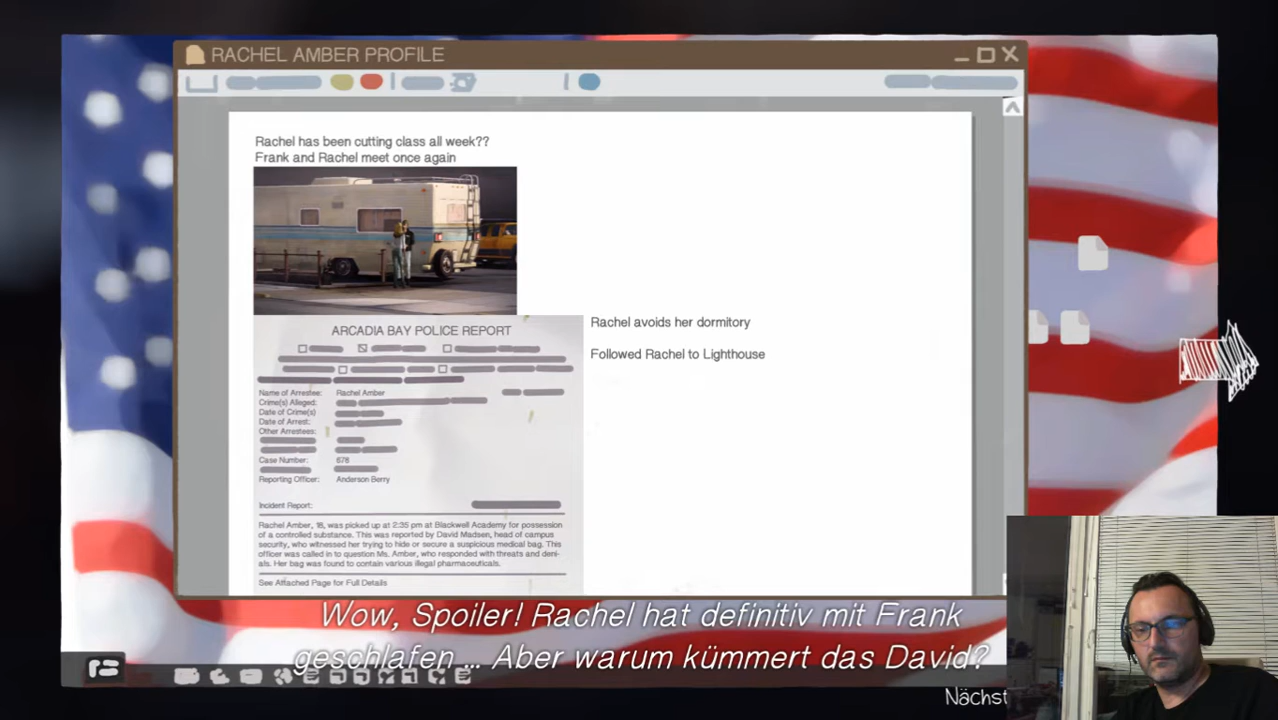 RACHEL AMBER PROFILE
Rachel has been cutting class all week??
Frank and Rachel meet once again
ARCADIA BAY POLICE REPORT
Rachel avoids her dormitory
Followed Rachel to Lighthouse
Name of Arrestee: Rachel Amber
Crime(s) Alleged:
Date of Crime(s)
Date of Arrest:
Other Arrestees:
Case Number: 678
Reporting Officer: Anderson Berry
Incident Report:
Rachel Amber, 18, was picked up at 2:35 pm at Blackwell Academy for possession
of a controlled substance. This was reported by David Madsen, head of campus
security, who witnessed her trying to hide or secure a suspicious medical bag. This
officer was called in to question Ms. Amber, who responded with threats and deni-
als. Her bag was found to contain various illegal pharmaceuticals.
See Attached Page for Full Details
Wow, Spoiler! Rachel hat definitiv mit Frank
geschlafen ... Aber warum kümmert das David?
Nächst